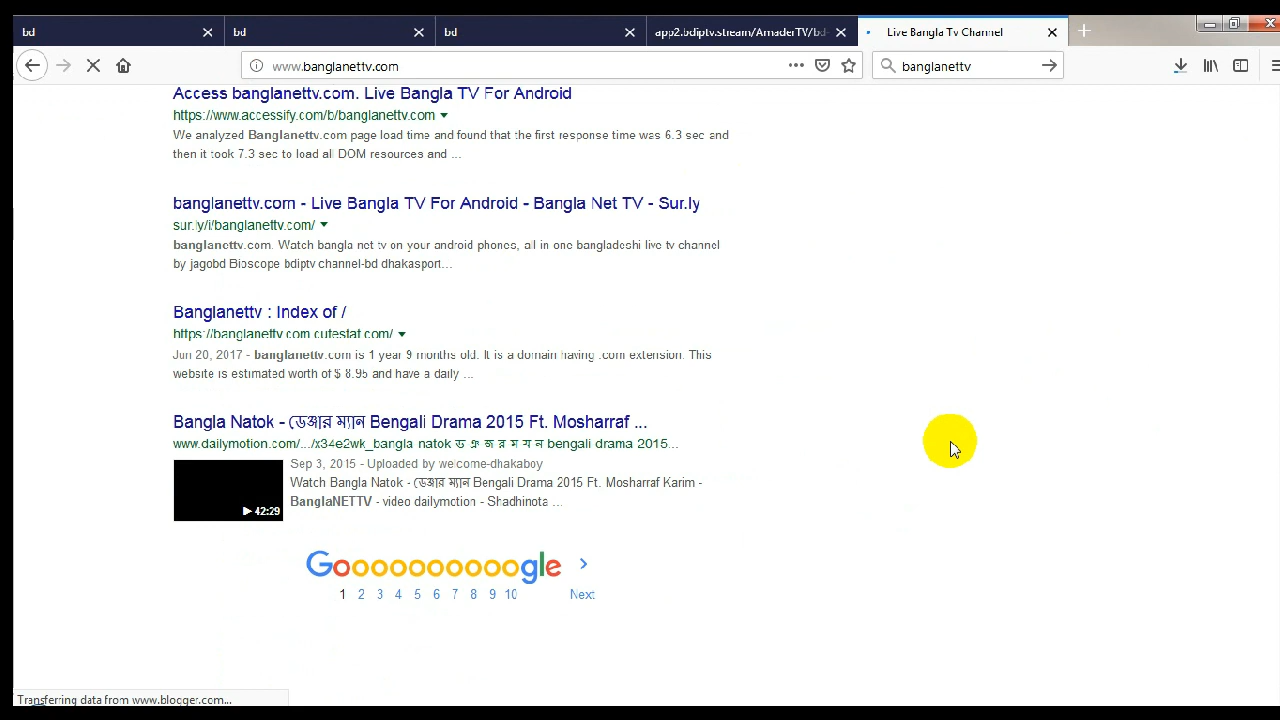 bd
bd
bd
app2.bdiptv.stream/AmaderTV/bd-
Live Bangla Tv Channel
www.banglanettv.com
banglanettv
Access banglanettv.com. Live Bangla TV For Android
https://www.accessify.com/b/banglanettv.com
We analyzed Banglanettv.com page load time and found that the first response time was 6.3 sec and
then it took 7.3 sec to load all DOM resources and ...
banglanettv.com - Live Bangla TV For Android - Bangla Net TV - Sur.ly
sur.ly/i/banglanettv.com/
banglanettv.com. Watch bangla net tv on your android phones, all in one bangladeshi live tv channel
by jagobd Bioscope bdiptv channel-bd dhakasport...
Banglanettv : Index of /
https://banglanettv.com.cutestat.com/
Jun 20, 2017 - banglanettv.com is 1 year 9 months old. It is a domain having .com extension. This
website is estimated worth of $ 8.95 and have a daily ...
Bangla Natok - ডেঞ্জার ম্যান Bengali Drama 2015 Ft. Mosharraf ...
www.dailymotion.com/.../x34e2wk_bangla natok ড ঞ জ র ম য ন bengali drama 2015...
Sep 3, 2015 - Uploaded by welcome-dhakaboy
Watch Bangla Natok - ডেঞ্জার ম্যান Bengali Drama 2015 Ft. Mosharraf Karim -
BanglaNETTV - video dailymotion - Shadhinota ...
42:29
Goooooooooogle
1 2 3 4 5 6 7 8 9 10 Next
Transferring data from www.blogger.com...